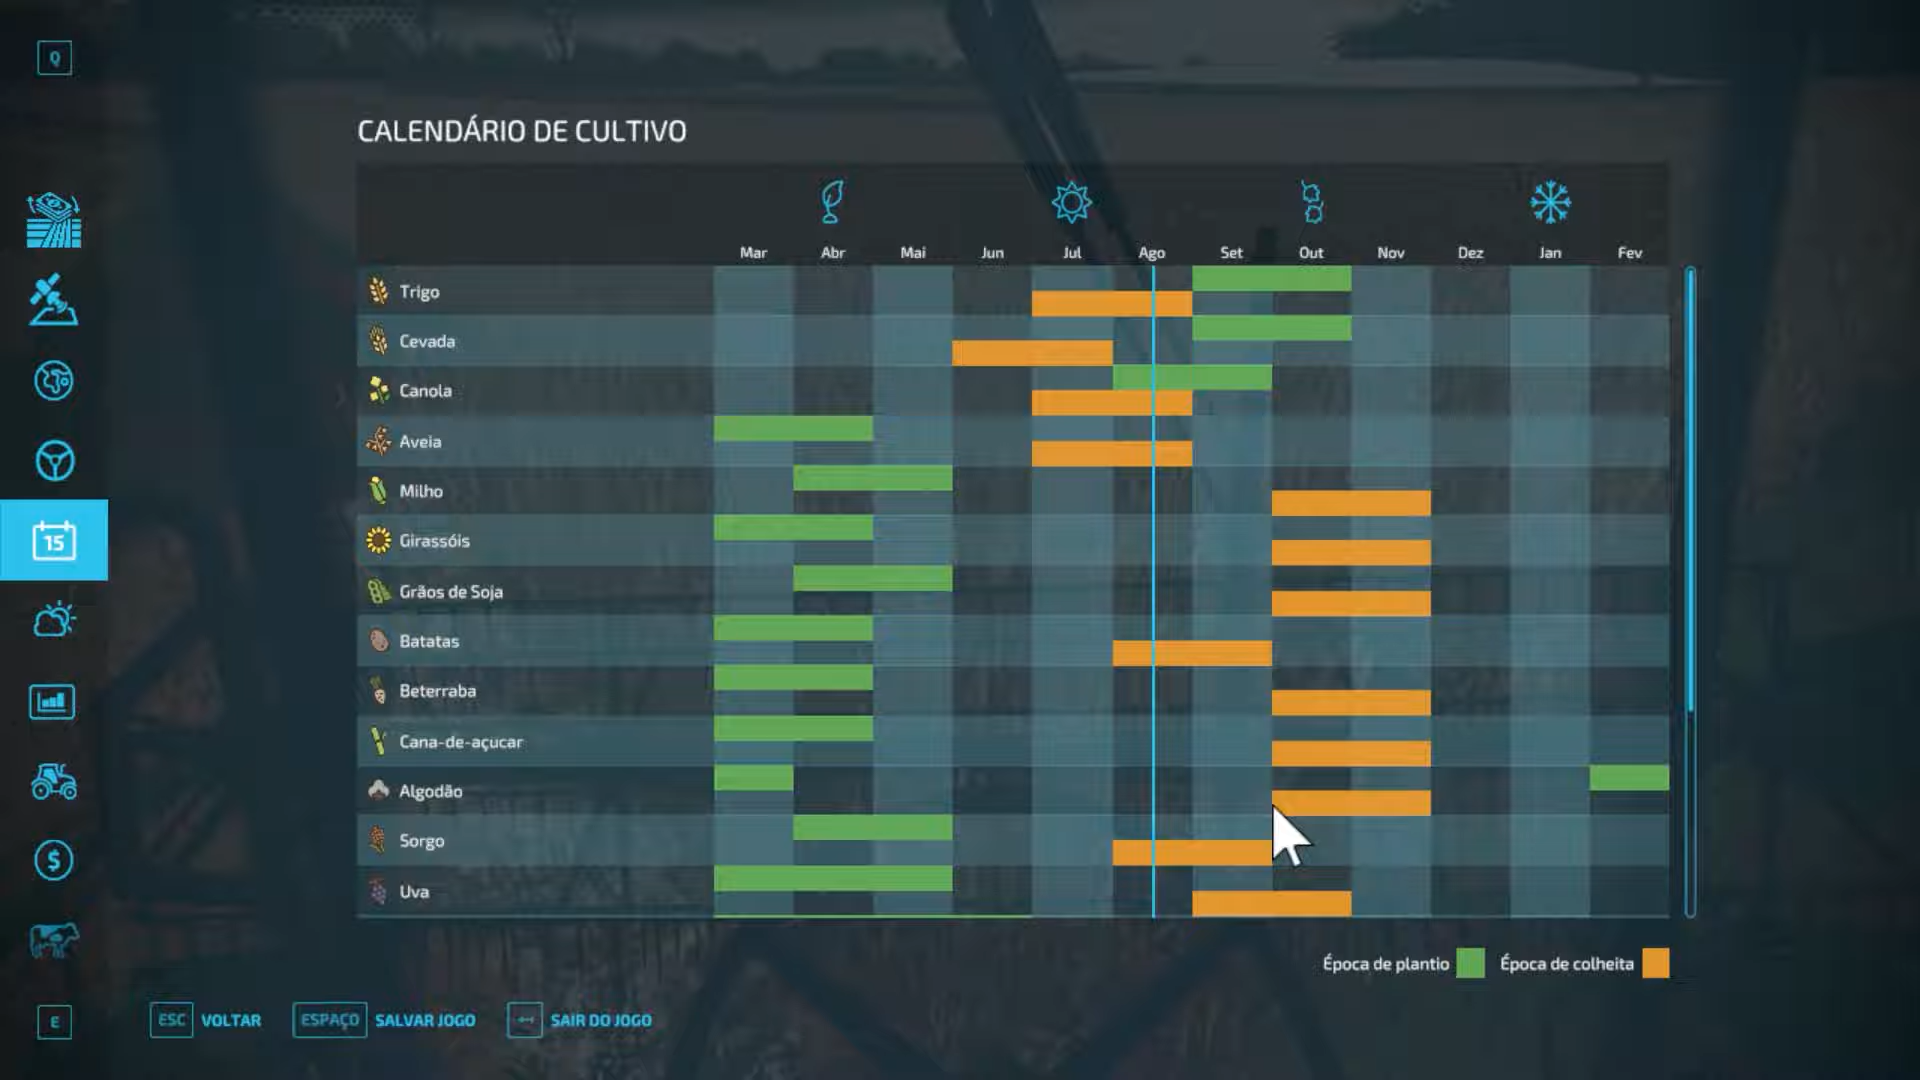 Q
CALENDÁRIO DE CULTIVO
Mar Abr Mai Jun Jul Ago Set Out Nov Dez Jan Fev
Trigo
Cevada
Canola
Aveia
Milho
15
Girassóis
Grãos de Soja
Batatas
Beterraba
Cana-de-açucar
Algodão
Sorgo
$
Uva
Época de plantio Época de colheita
E
ESC VOLTAR ESPAÇO SALVAR JOGO SAIR DO JOGO